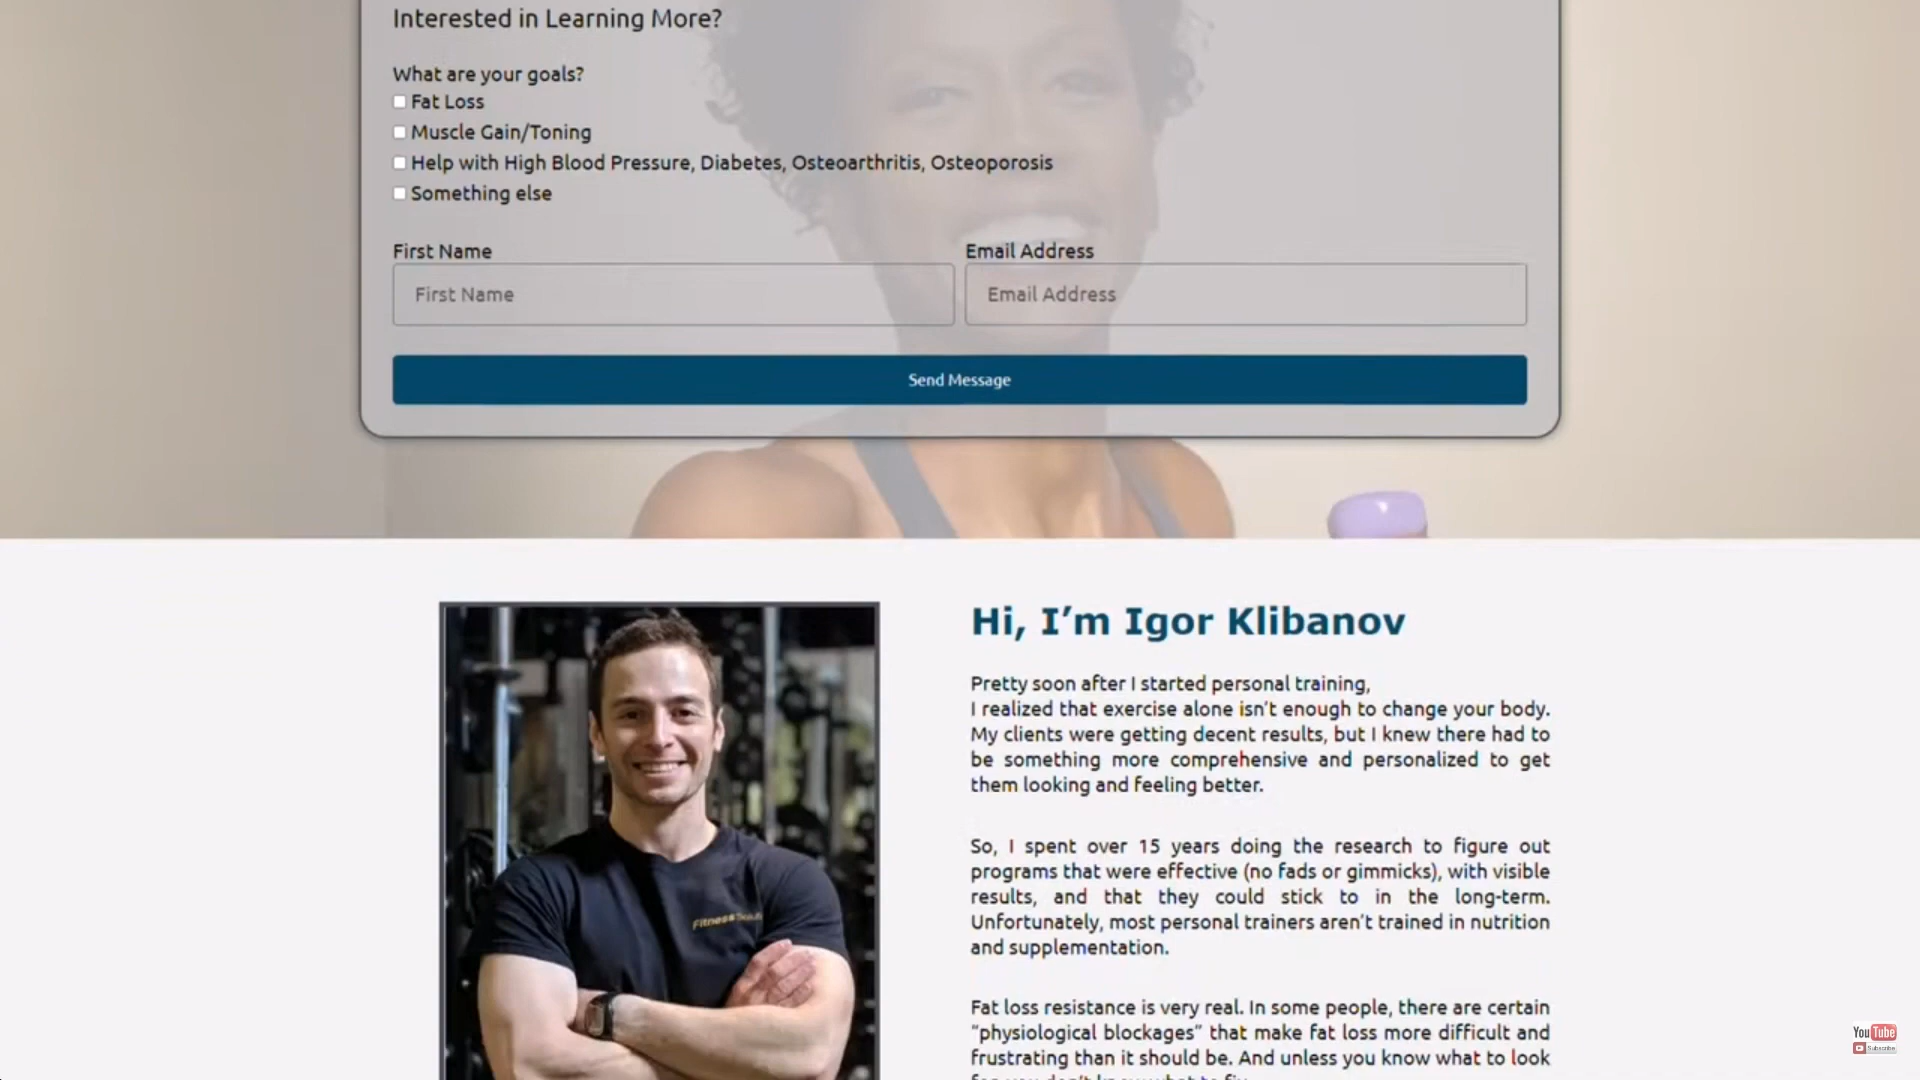 Interested in Learning More?
What are your goals?
Fat Loss
Muscle Gain/Toning
Help with High Blood Pressure, Diabetes, Osteoarthritis, Osteoporosis
Something else
First Name
Email Address
First Name
Email Address
Send Message
Hi, I’m Igor Klibanov
Pretty soon after I started personal training,
I realized that exercise alone isn’t enough to change your body.
My clients were getting decent results, but I knew there had to
be something more comprehensive and personalized to get
them looking and feeling better.
So, I spent over 15 years doing the research to figure out
programs that were effective (no fads or gimmicks), with visible
results, and that they could stick to in the long-term.
Unfortunately, most personal trainers aren’t trained in nutrition
and supplementation.
Fat loss resistance is very real. In some people, there are certain
“physiological blockages” that make fat loss more difficult and
frustrating than it should be. And unless you know what to look
Fitness
YouTube
Subscribe